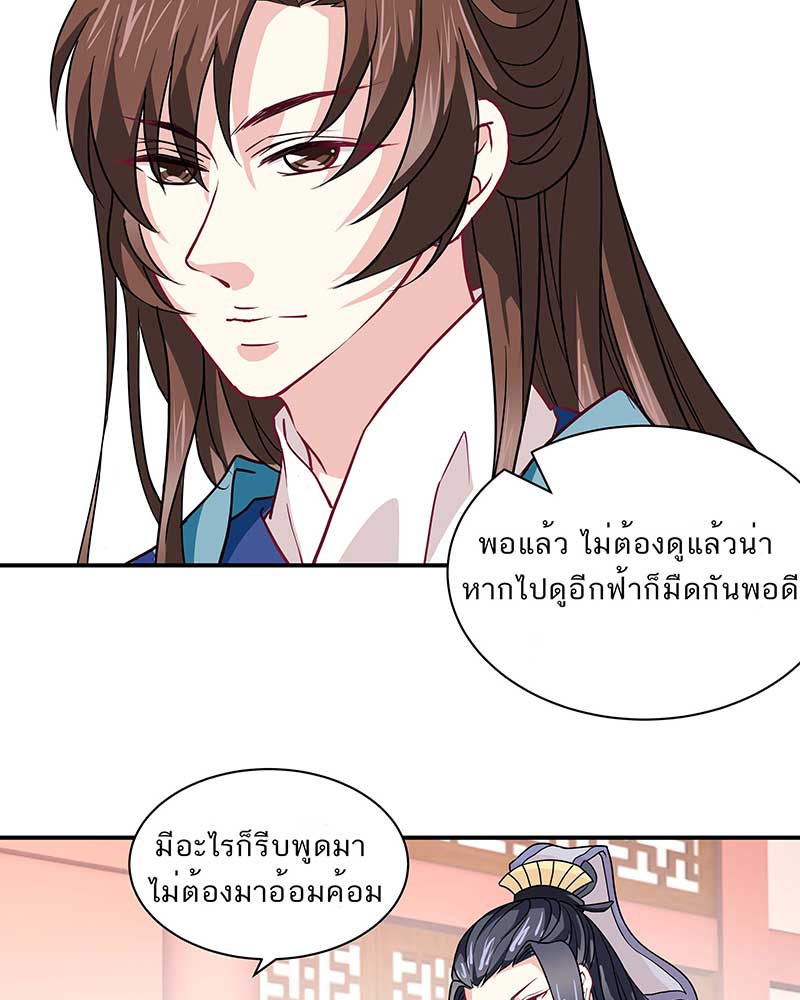 พอแล้ว ไม่ต้องดูแล้วน่า
หากไปดูอีกฟ้าก็มืดกันพอดี
มีอะไรก็รีบพูดมา
ไม่ต้องมาอ้อมค้อม